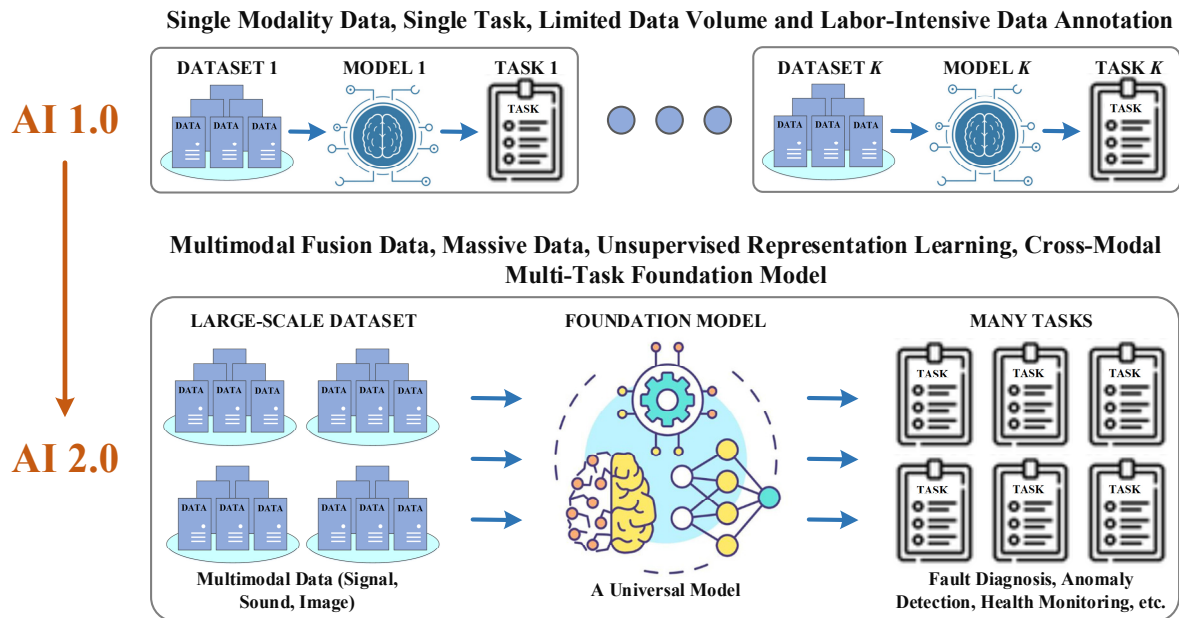 Single Modality Data, Single Task, Limited Data Volume and Labor-Intensive Data Annotation
AI 1.0
DATASET 1
MODEL 1
TASK 1
DATA DATA DATA
TASK
DATASET K
MODEL K
TASK K
DATA DATA DATA
TASK
Multimodal Fusion Data, Massive Data, Unsupervised Representation Learning, Cross-Modal
Multi-Task Foundation Model
AI 2.0
LARGE-SCALE DATASET
DATA DATA DATA
DATA DATA DATA
DATA DATA DATA
DATA DATA DATA
Multimodal Data (Signal,
Sound, Image)
FOUNDATION MODEL
A Universal Model
MANY TASKS
TASK TASK TASK
TASK TASK TASK
Fault Diagnosis, Anomaly
Detection, Health Monitoring, etc.